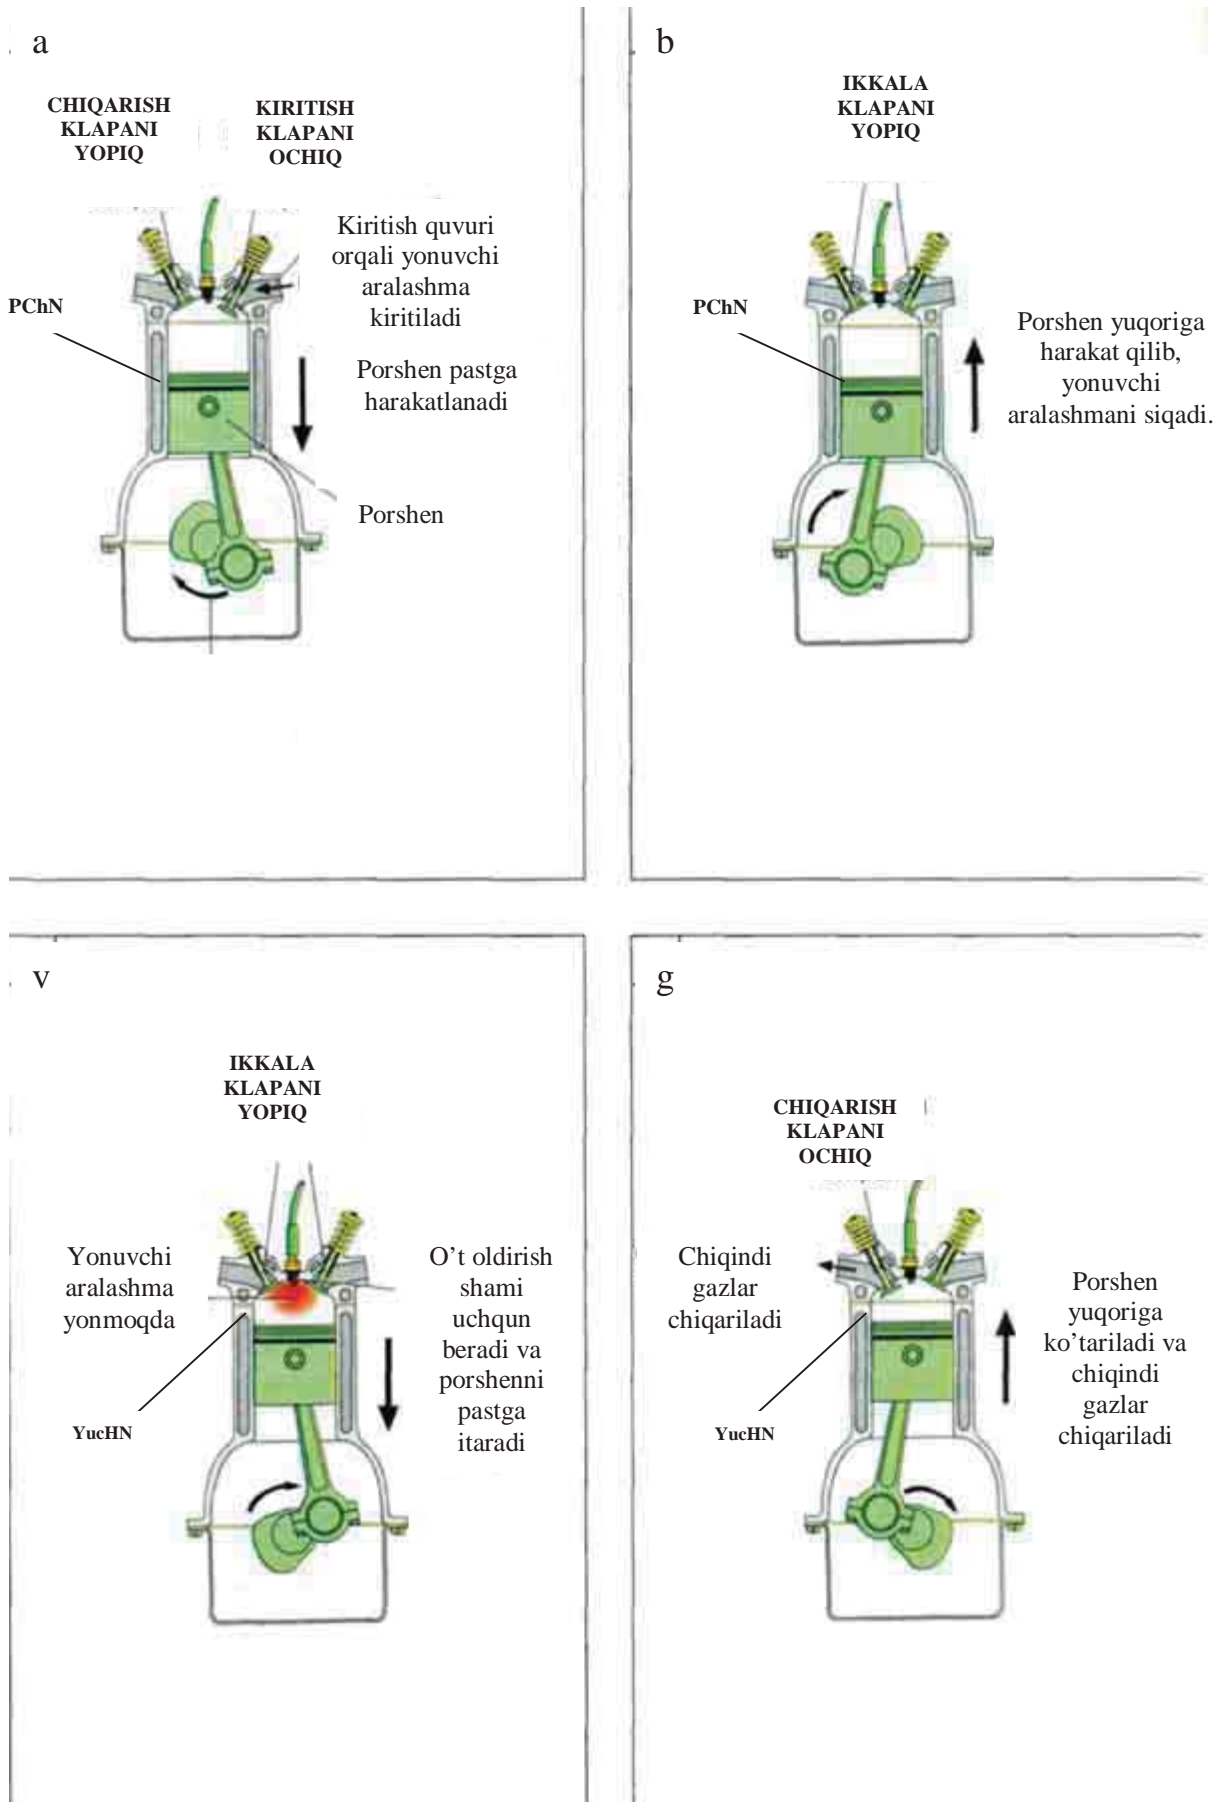 a
CHIQARISH
KLAPANI
YOPIQ
KIRITISH
KLAPANI
OCHIQ
Kiritish quvuri
orqali yonuvchi
aralashma
kiritiladi
PChN
Porshen pastga
harakatlanadi
Porshen
b
IKKALA
KLAPANI
YOPIQ
PChN
Porshen yuqoriga
harakat qilib,
yonuvchi
aralashmani siqadi.
v
IKKALA
KLAPANI
YOPIQ
Yonuvchi
aralashma
yonmoqda
O’t oldirish
shami
uchqun
beradi va
porshenni
pastga
itaradi
YucHN
g
CHIQARISH
KLAPANI
OCHIQ
Chiqindi
gazlar
chiqariladi
Porshen
yuqoriga
ko’tariladi va
chiqindi
gazlar
chiqariladi
YucHN